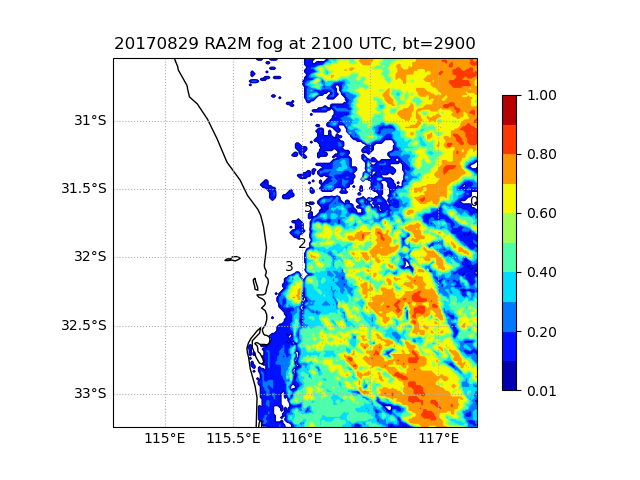 20170829 RA2M fog at 2100 UTC, bt=2900
1.00
31°S
0.80
31.5°S
0
5
0.60
2
32°S
3
0.40
32.5°S
0.20
33°S
0.01
115°E
115.5°E
116°E
116.5°E
117°E